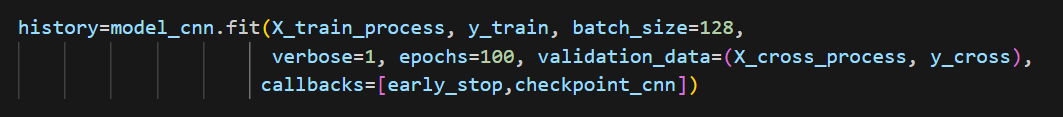 history=model_cnn.fit(X_train_process, y_train, batch_size=128,
verbose=1, epochs=100, validation_data=(X_cross_process, y_cross),
callbacks=[early_stop,checkpoint_cnn])